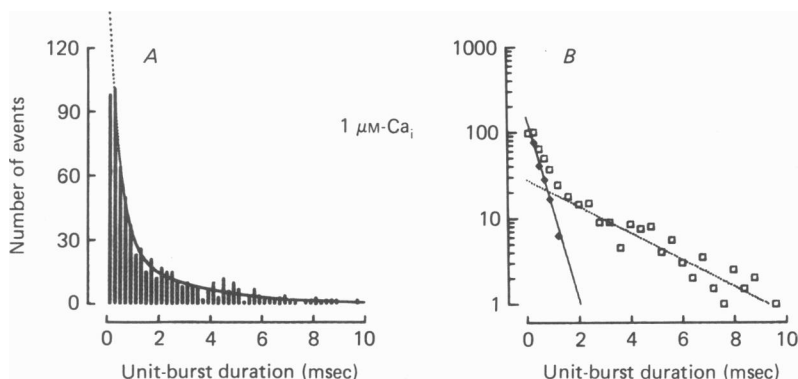 A
120
90
60
30
0
Number of events
0 2 4 6 8 10
Unit-burst duration (msec)
1 μM-Ca i
B
1000
100
10
1
0 2 4 6 8 10
Unit-burst duration (msec)